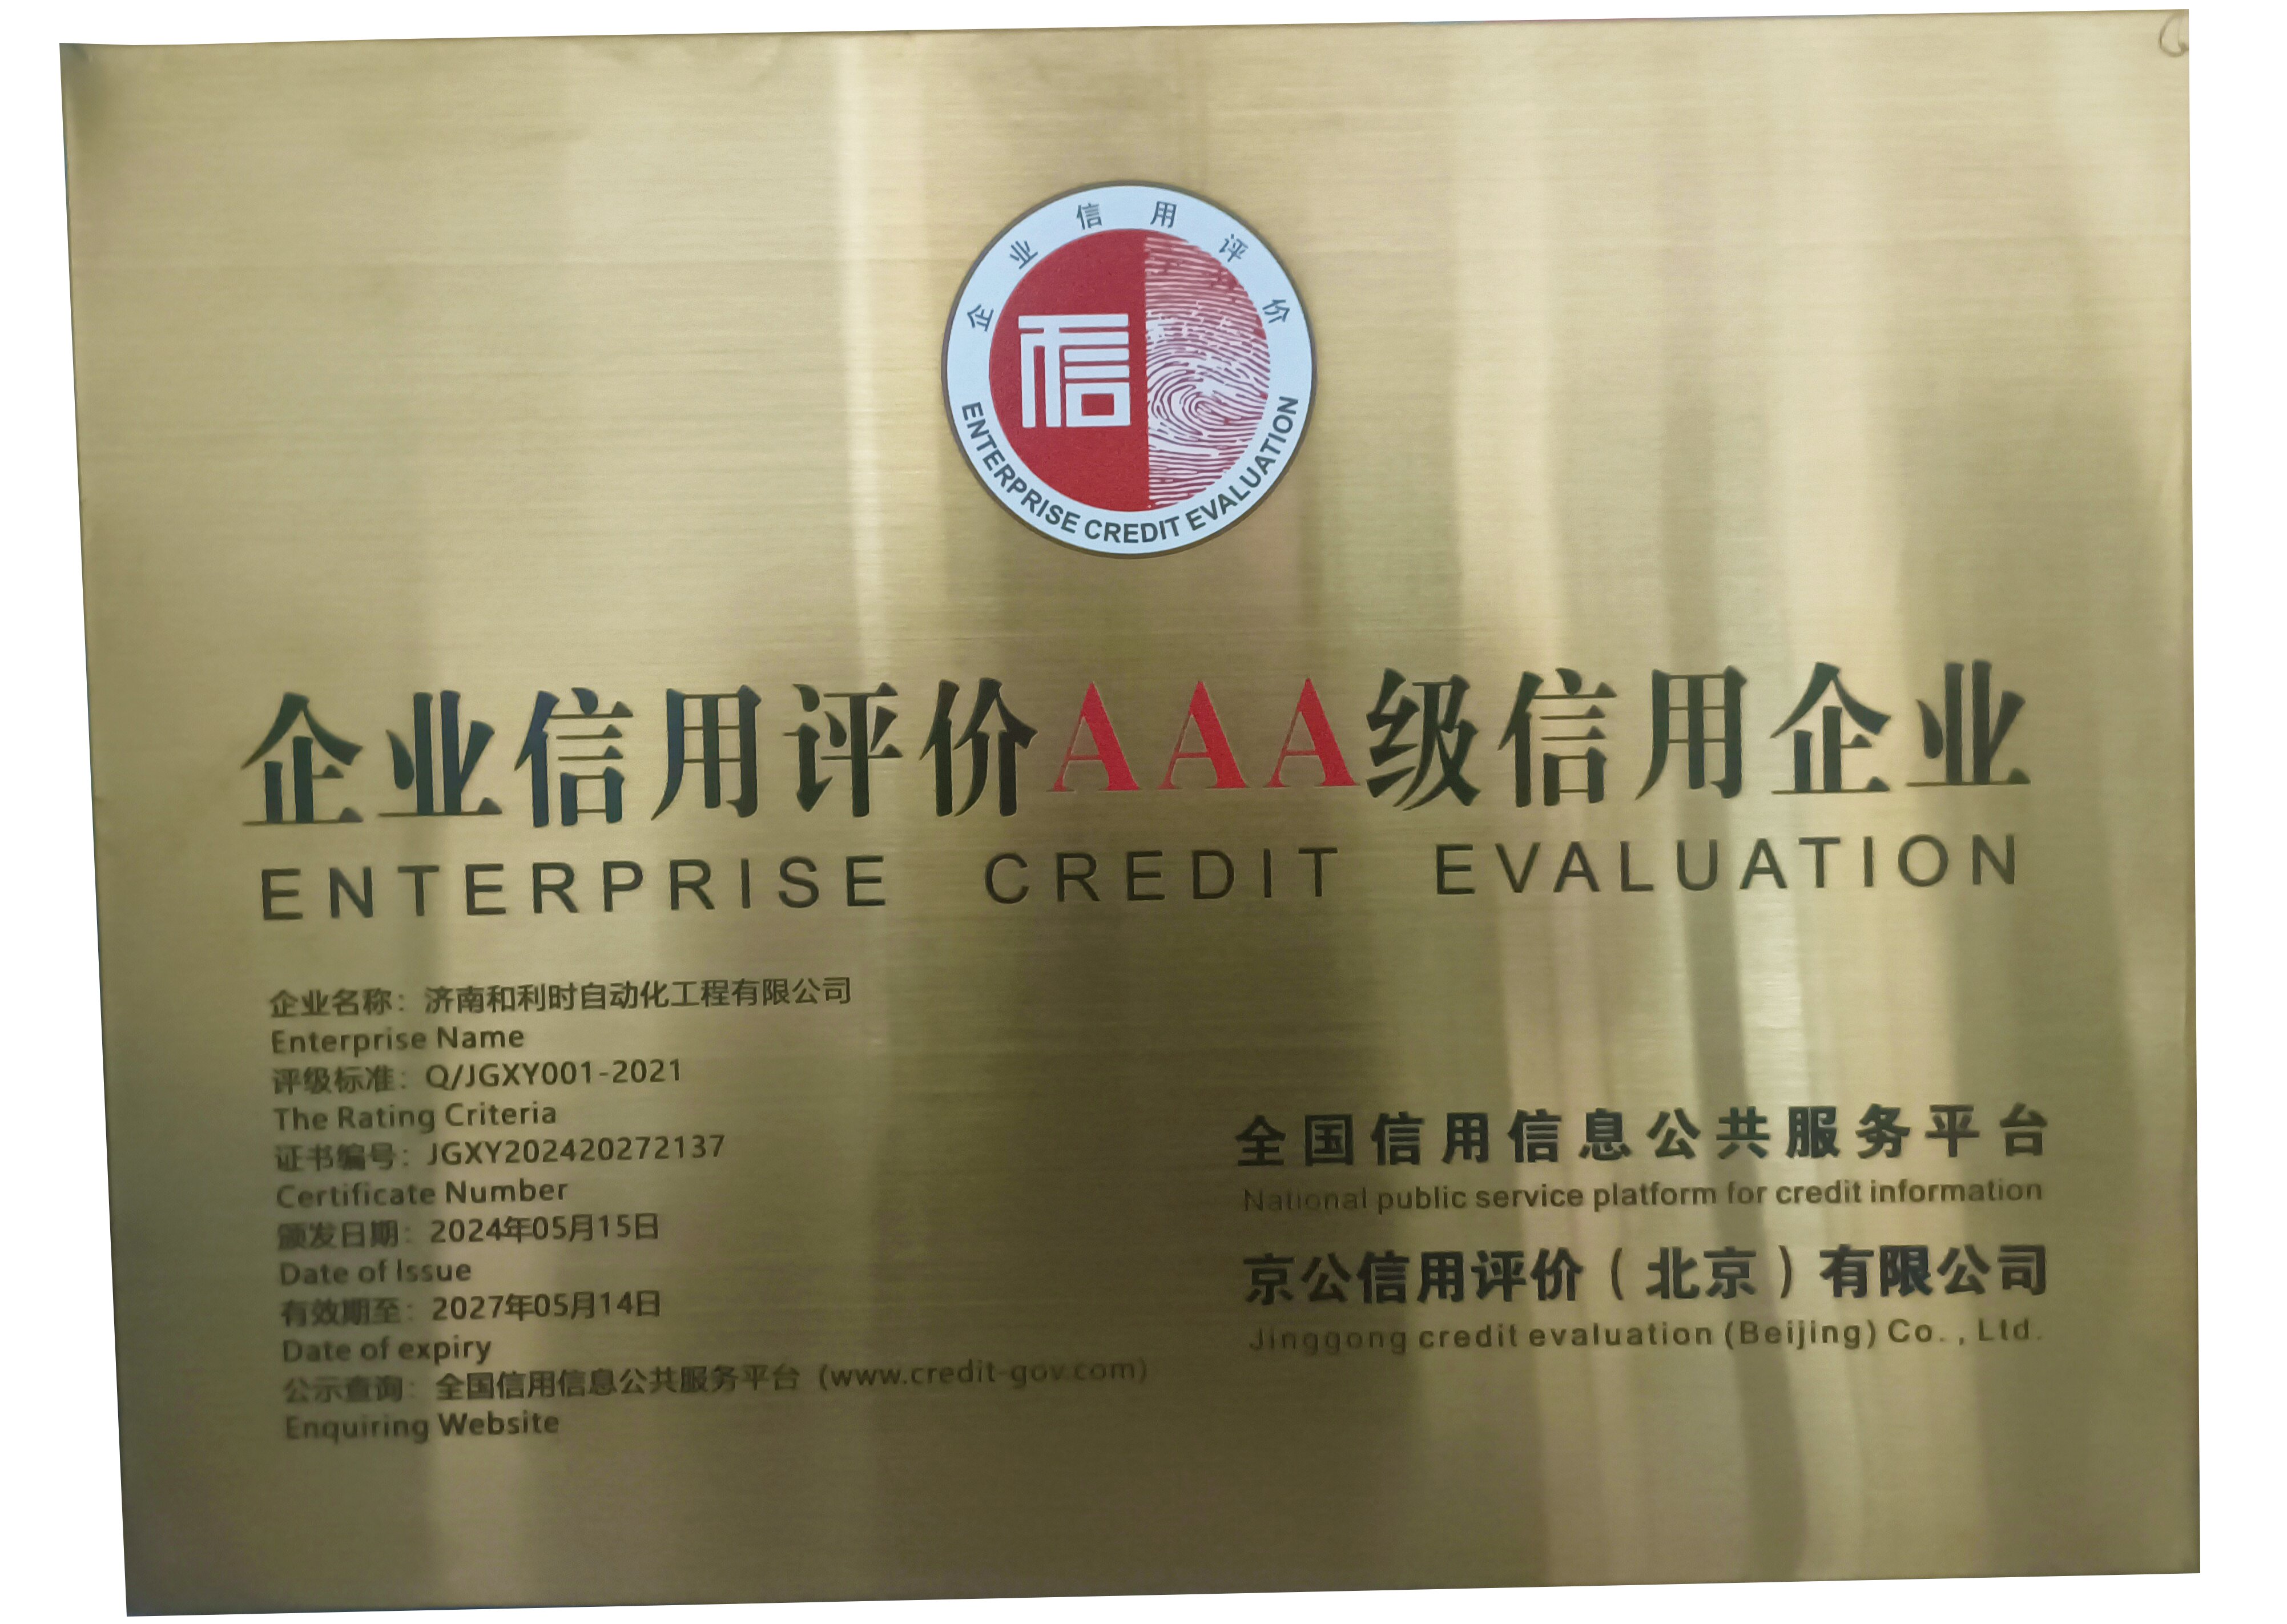 企业信用评价
信
ENTERPRISE CREDIT EVALUATION
企业信用评价AAA级信用企业
ENTERPRISE CREDIT EVALUATION
企业名称：济南和利时自动化工程有限公司
Enterprise Name
评级标准：Q/JGXY001-2021
The Rating Criteria
证书编号：JGXY202420272137
Certificate Number
颁发日期：2024年05月15日
Date of Issue
有效期至：2027年05月14日
Date of expiry
公示查询：全国信用信息公共服务平台（www.credit-gov.com）
Enquiring Website
全国信用信息公共服务平台
National public service platform for credit information
京公信用评价（北京）有限公司
Jinggong credit evaluation (Beijing) Co., Ltd.